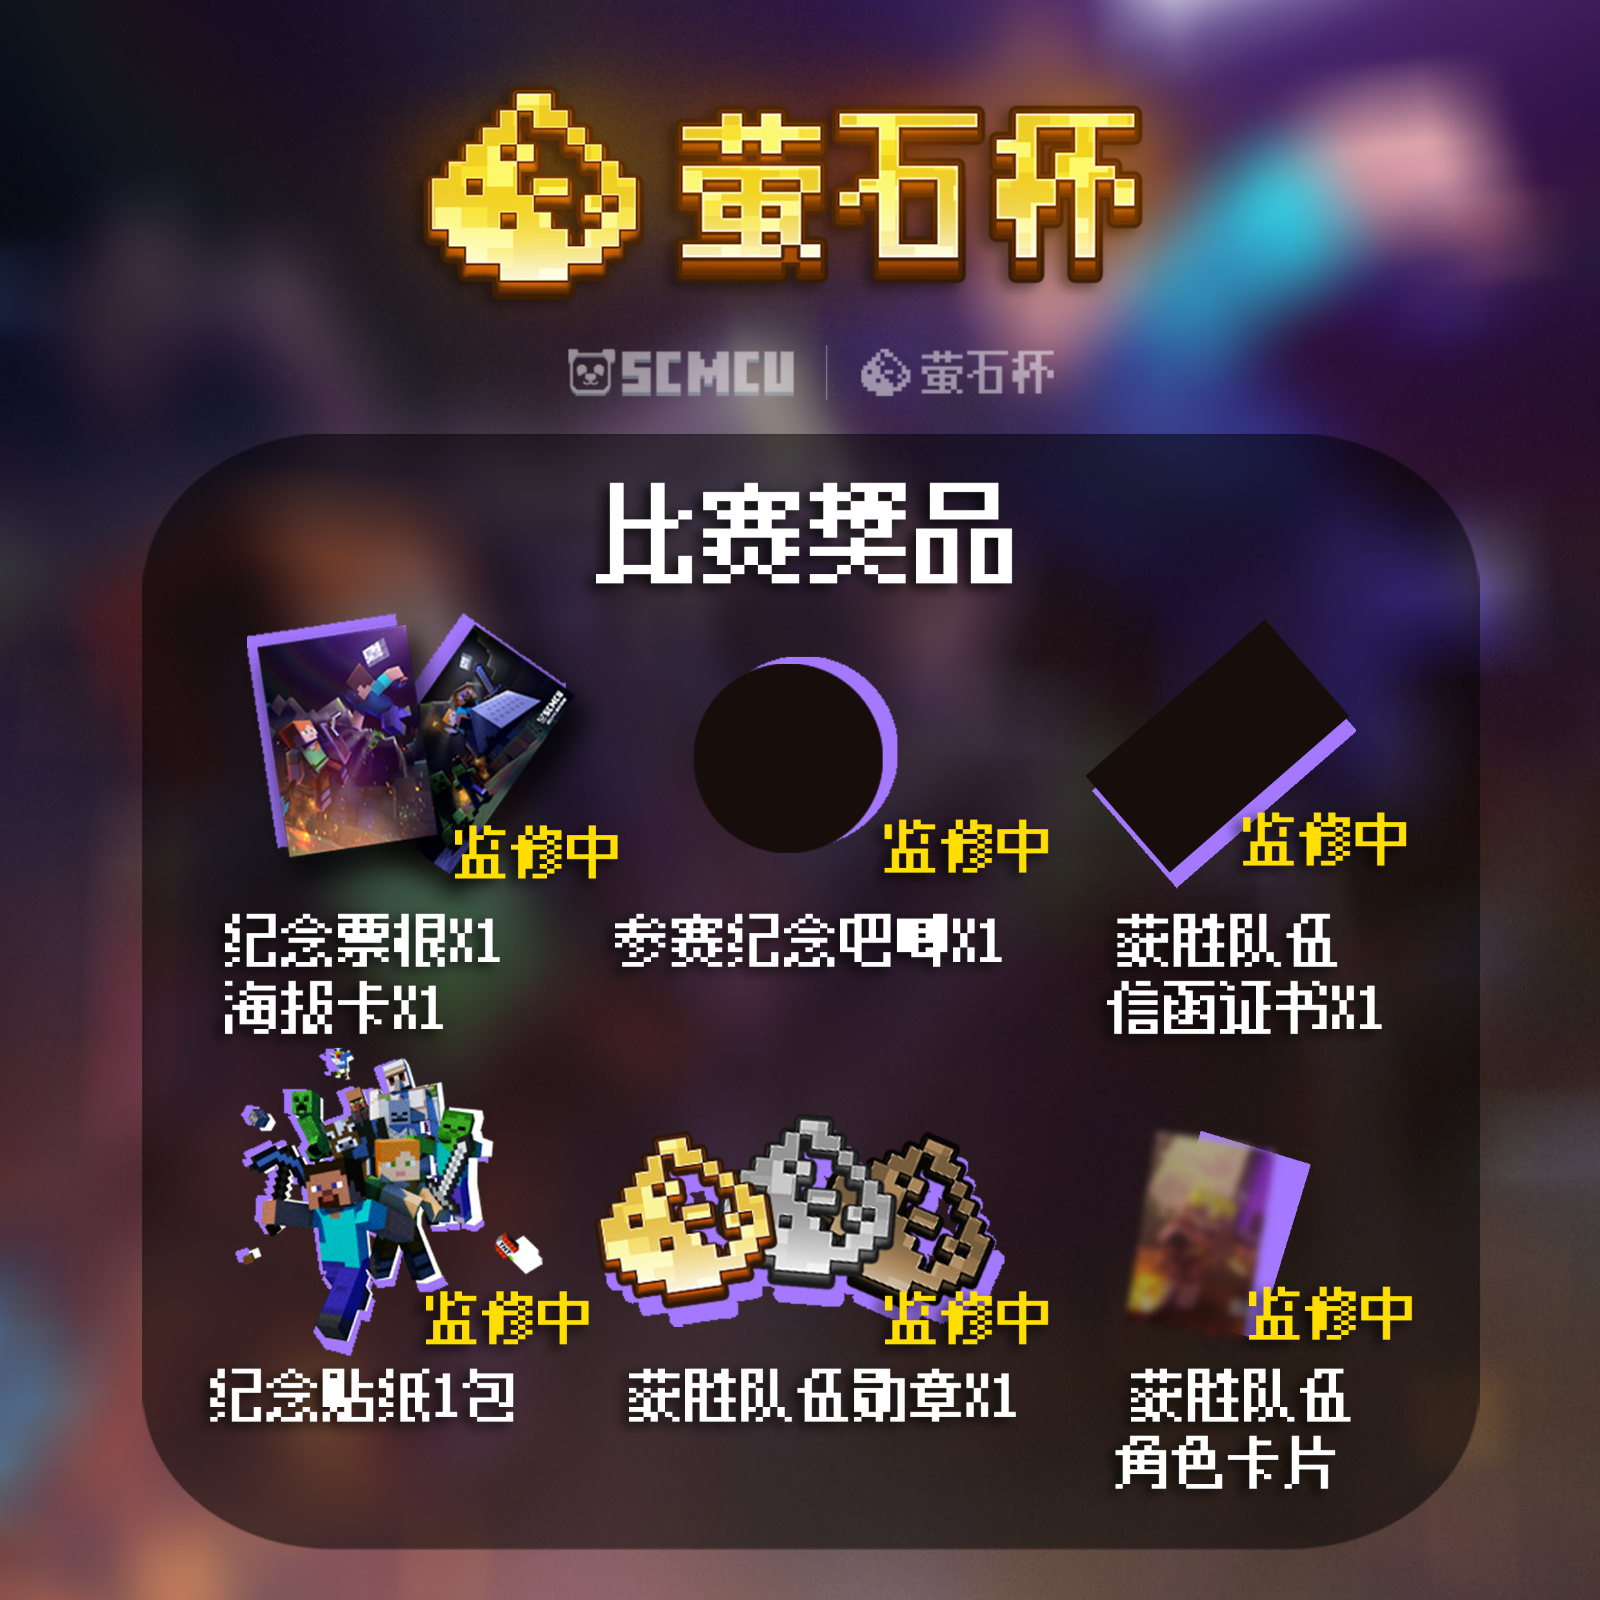 萤石杯
SCMCU 萤石杯
比赛奖品
监修中
监修中
监修中
纪念票根X1
海报卡X1
参赛纪念吧唧X1
获胜队伍
信函证书X1
监修中
监修中
监修中
纪念贴纸1包
获胜队伍勋章X1
获胜队伍
角色卡片